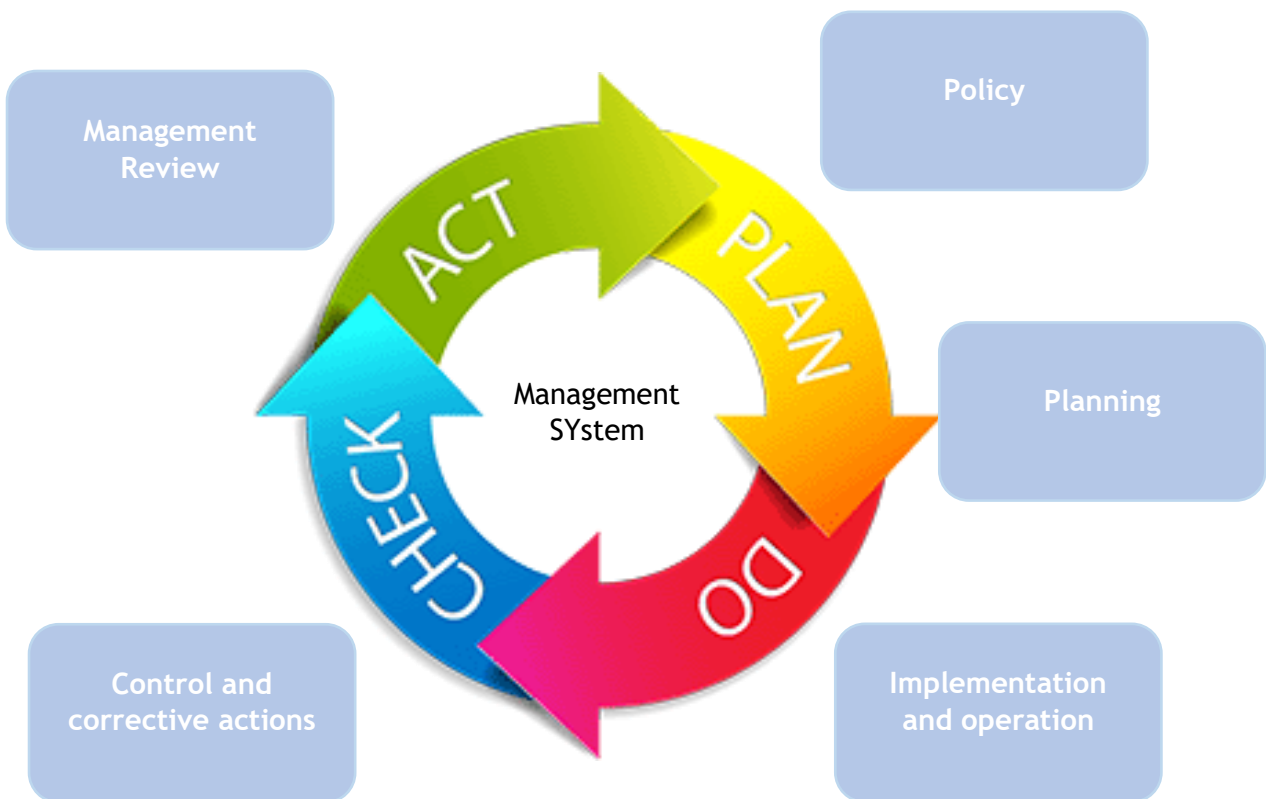 Policy
Management
Review
ACT
PLAN
Management
SYstem
Planning
CHECK
DO
Control and
corrective actions
Implementation
and operation